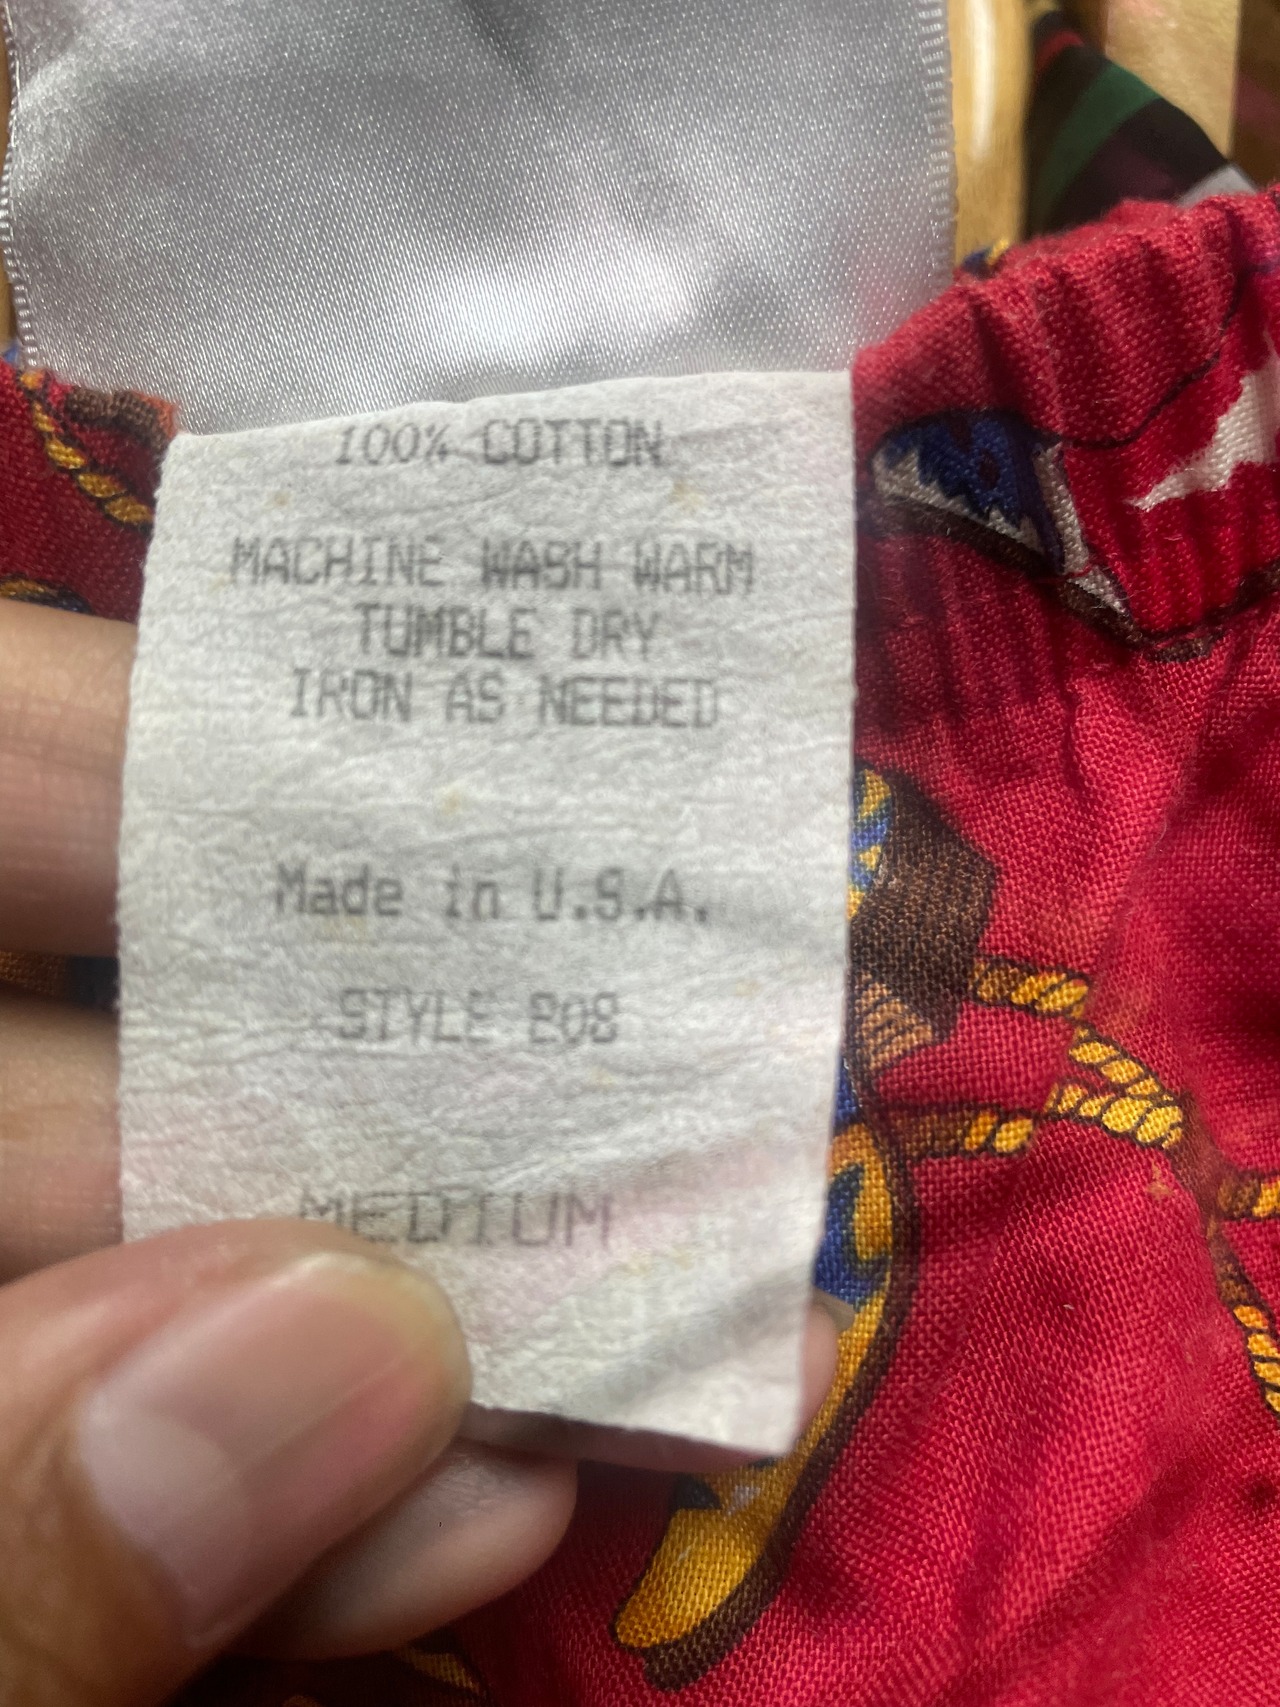 100% COTTON
MACHINE WASH WARM
TUMBLE DRY
IRON AS NEEDED
Made in U.S.A.
STYLE 808
MEDIUM